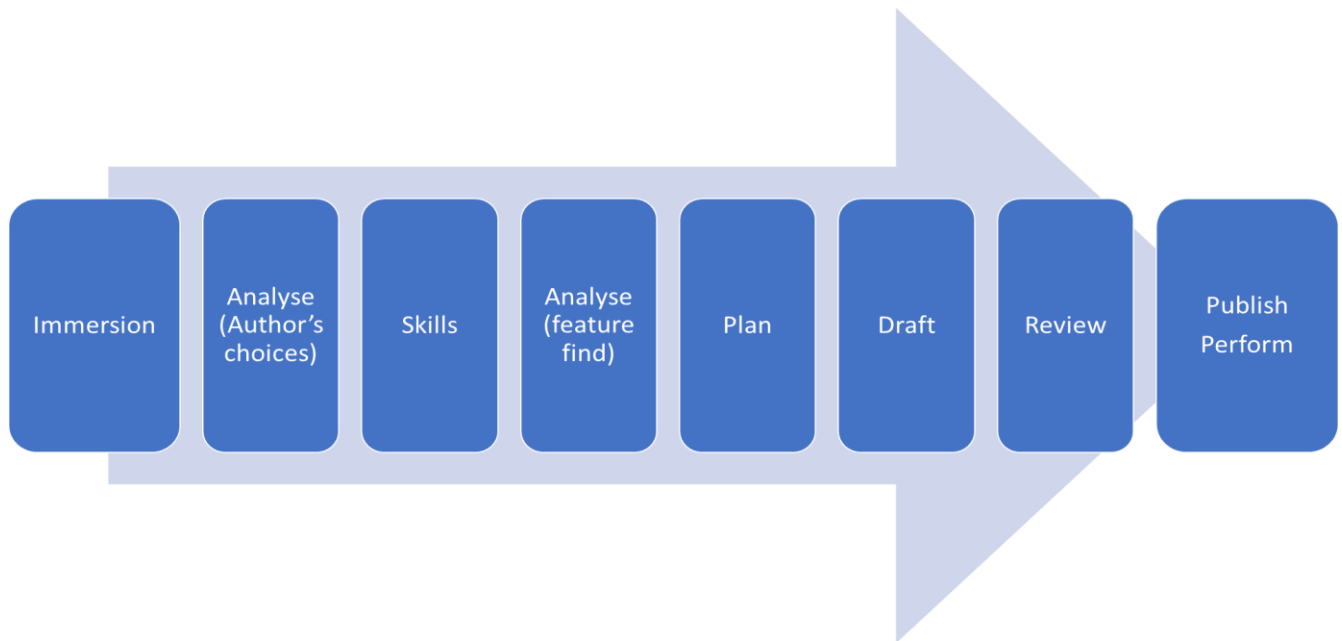 Immersion
Analyse
(Author’s
choices)
Skills
Analyse
(feature
find)
Plan
Draft
Review
Publish
Perform